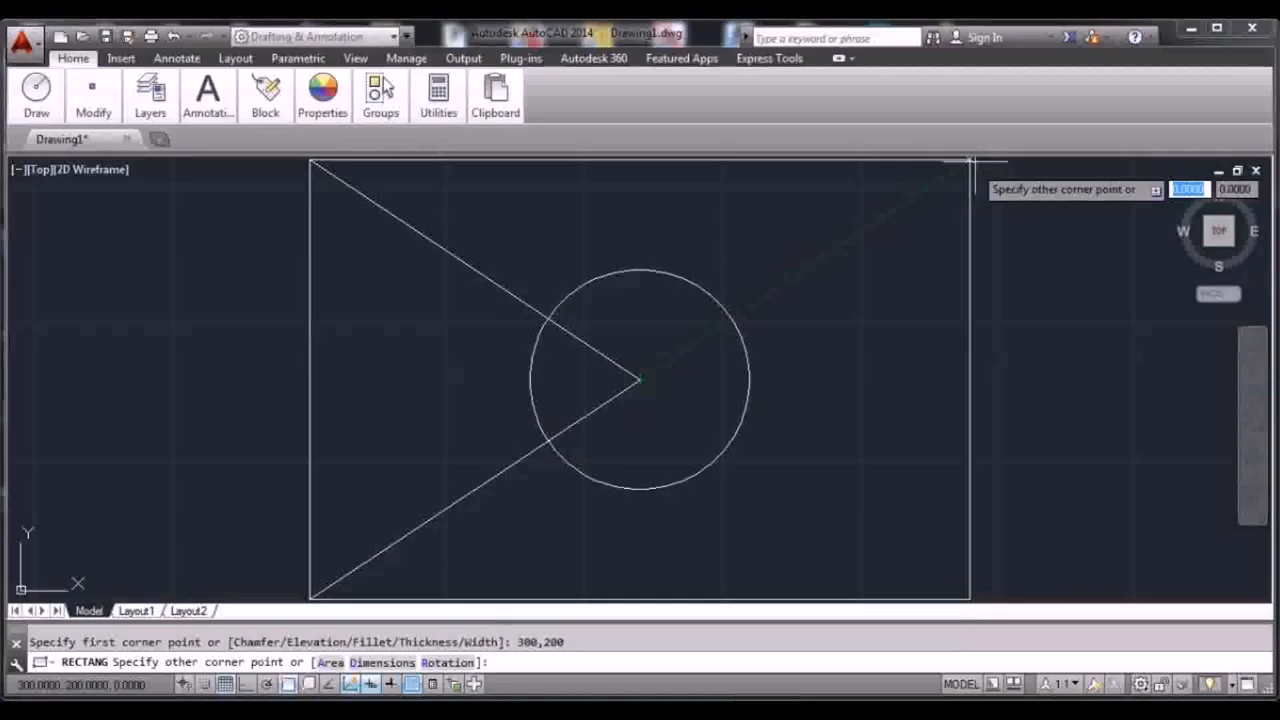 Drafting & Annotation Autodesk AutoCAD 2014 Drawing1.dwg Type a keyword or phrase Sign In
Home Insert Annotate Layout Parametric View Manage Output Plug-ins Autodesk 360 Featured Apps Express Tools
Draw Modify Layers Annotati... Block Properties Groups Utilities Clipboard
Drawing1*
[−][Top][2D Wireframe]
Specify other corner point or 0.0000 0.0000
W TOP E
S
Y
X
Model Layout1 Layout2
Specify first corner point or [Chamfer/Elevation/Fillet/Thickness/Width]: 300,200
RECTANG Specify other corner point or [Area Dimensions Rotation]:
300.0000, 200.0000, 0.0000 MODEL 1:1